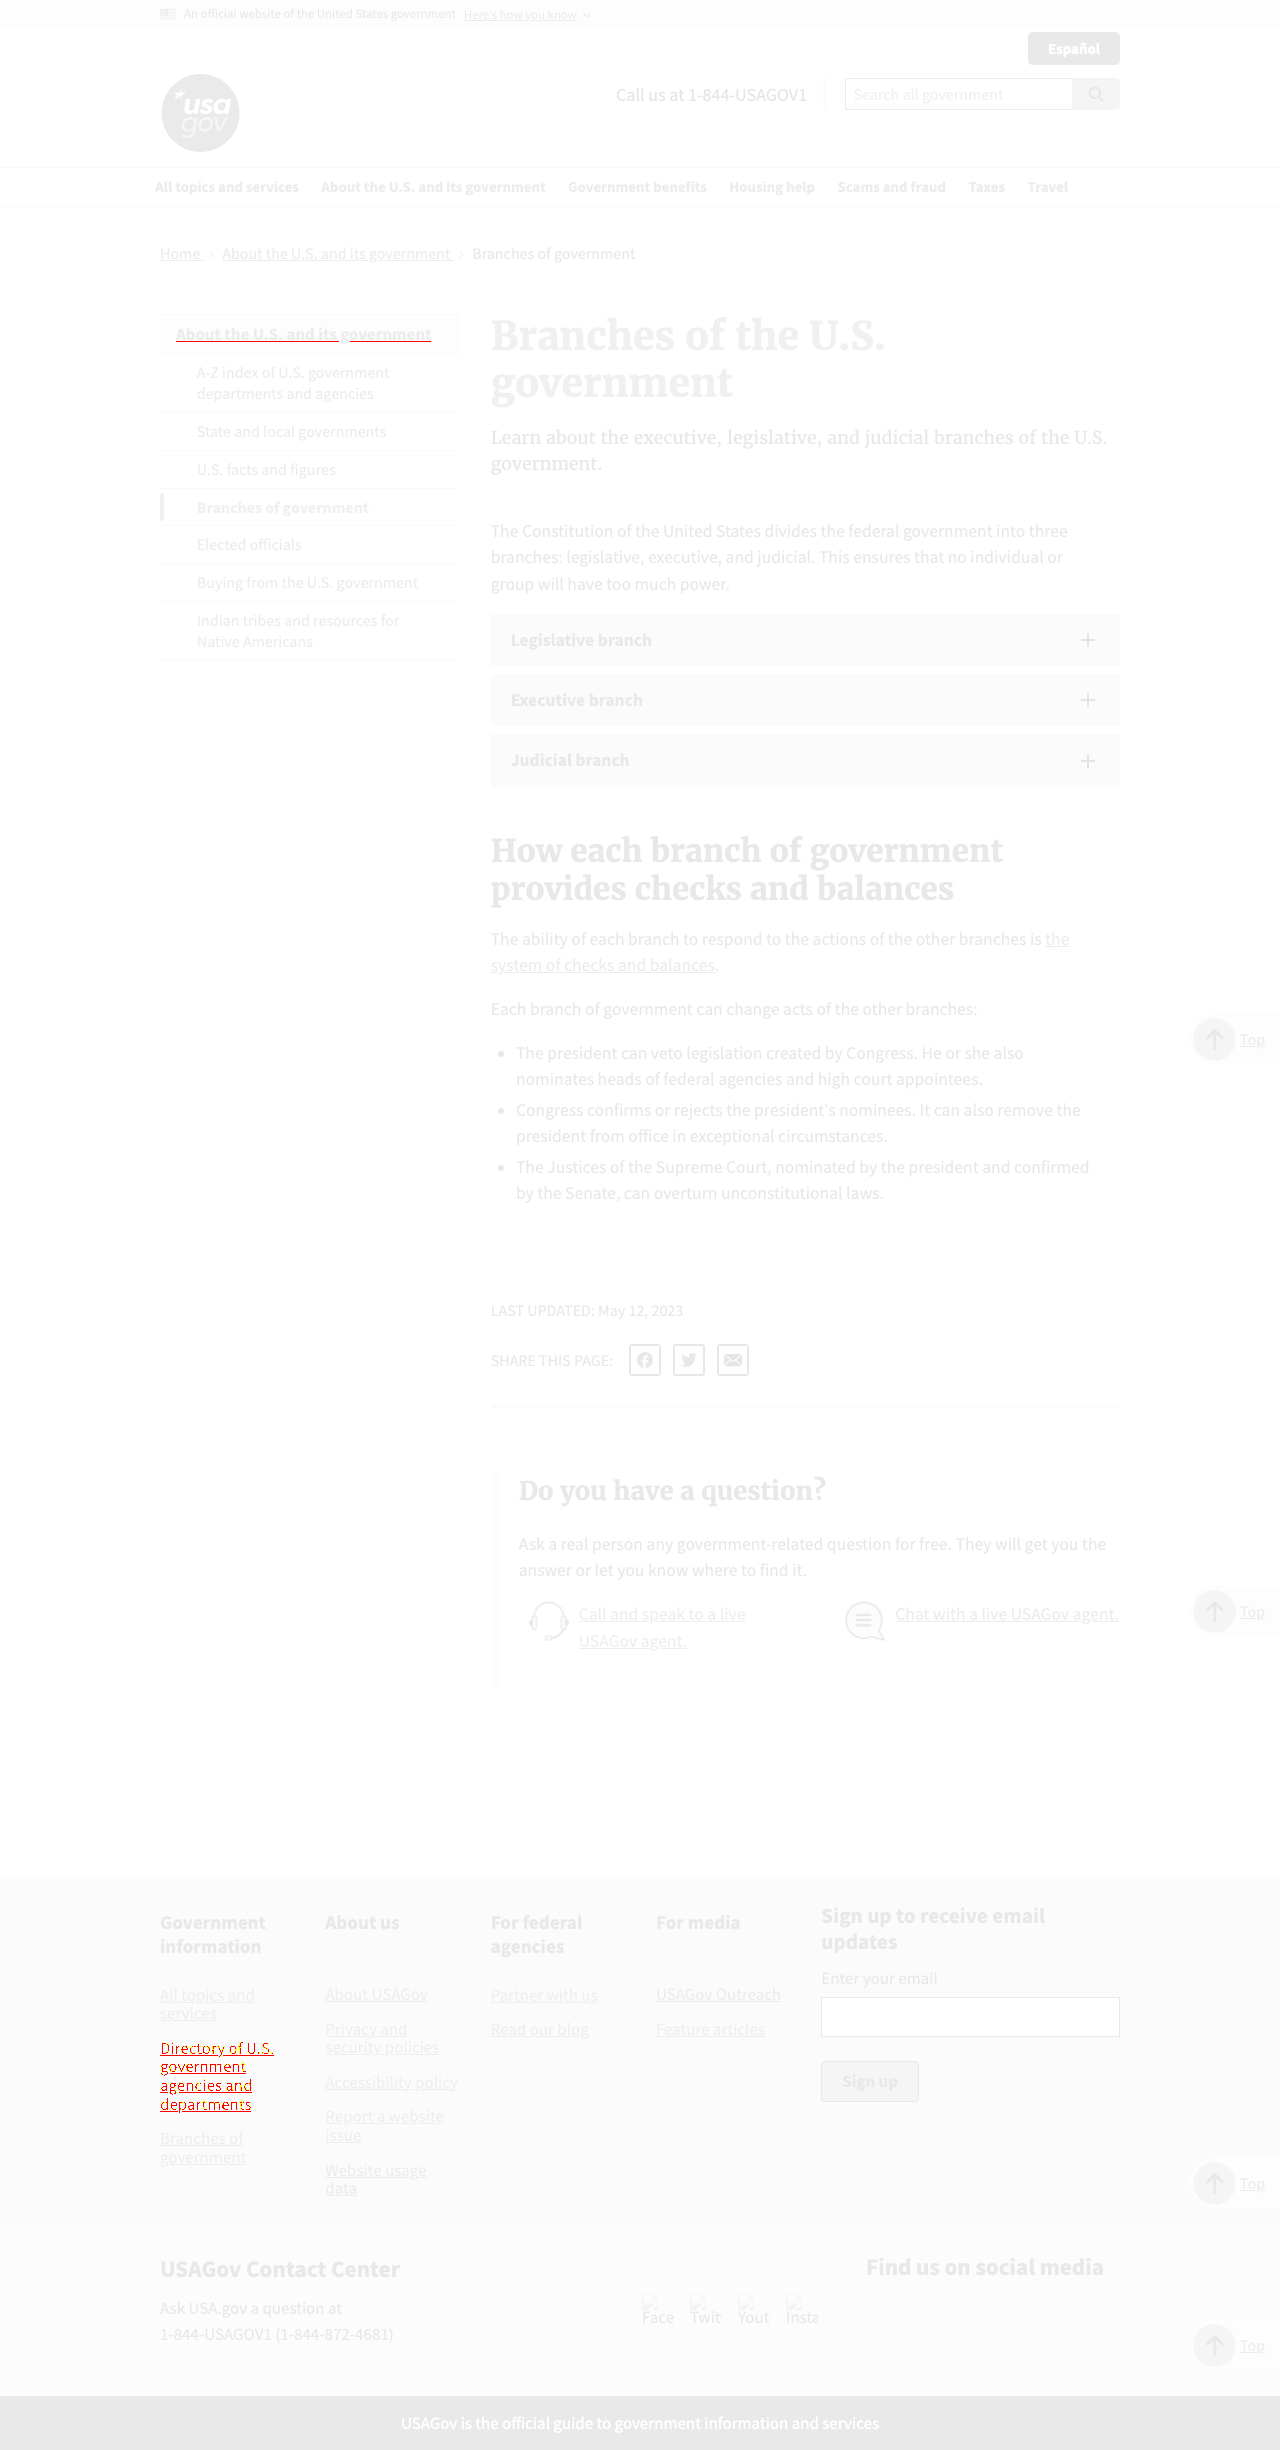 An official website of the United States government Here's how you know
Español
usa
gov
Call us at 1-844-USAGOV1
Search all government
All topics and services About the U.S. and its government Government benefits Housing help Scams and fraud Taxes Travel
Home › About the U.S. and its government › Branches of government
About the U.S. and its government
A-Z index of U.S. government
departments and agencies
State and local governments
U.S. facts and figures
Branches of government
Elected officials
Buying from the U.S. government
Indian tribes and resources for
Native Americans
Branches of the U.S.
government
Learn about the executive, legislative, and judicial branches of the U.S.
government.
The Constitution of the United States divides the federal government into three
branches: legislative, executive, and judicial. This ensures that no individual or
group will have too much power.
Legislative branch
Executive branch
Judicial branch
How each branch of government
provides checks and balances
The ability of each branch to respond to the actions of the other branches is the
system of checks and balances.
Each branch of government can change acts of the other branches:
• The president can veto legislation created by Congress. He or she also
nominates heads of federal agencies and high court appointees.
• Congress confirms or rejects the president's nominees. It can also remove the
president from office in exceptional circumstances.
• The Justices of the Supreme Court, nominated by the president and confirmed
by the Senate, can overturn unconstitutional laws.
Top
LAST UPDATED: May 12, 2023
SHARE THIS PAGE:
Do you have a question?
Ask a real person any government-related question for free. They will get you the
answer or let you know where to find it.
Call and speak to a live
USAGov agent.
Chat with a live USAGov agent.
Top
Government
information
All topics and
services
Directory of U.S.
government
agencies and
departments
Branches of
government
About us
About USAGov
Privacy and
security policies
Accessibility policy
Report a website
issue
Website usage
data
For federal
agencies
Partner with us
Read our blog
For media
USAGov Outreach
Feature articles
Sign up to receive email
updates
Enter your email
Sign up
Top
USAGov Contact Center
Ask USA.gov a question at
1-844-USAGOV1 (1-844-872-4681)
Find us on social media
Face Twit Yout Insta
Top
USAGov is the official guide to government information and services